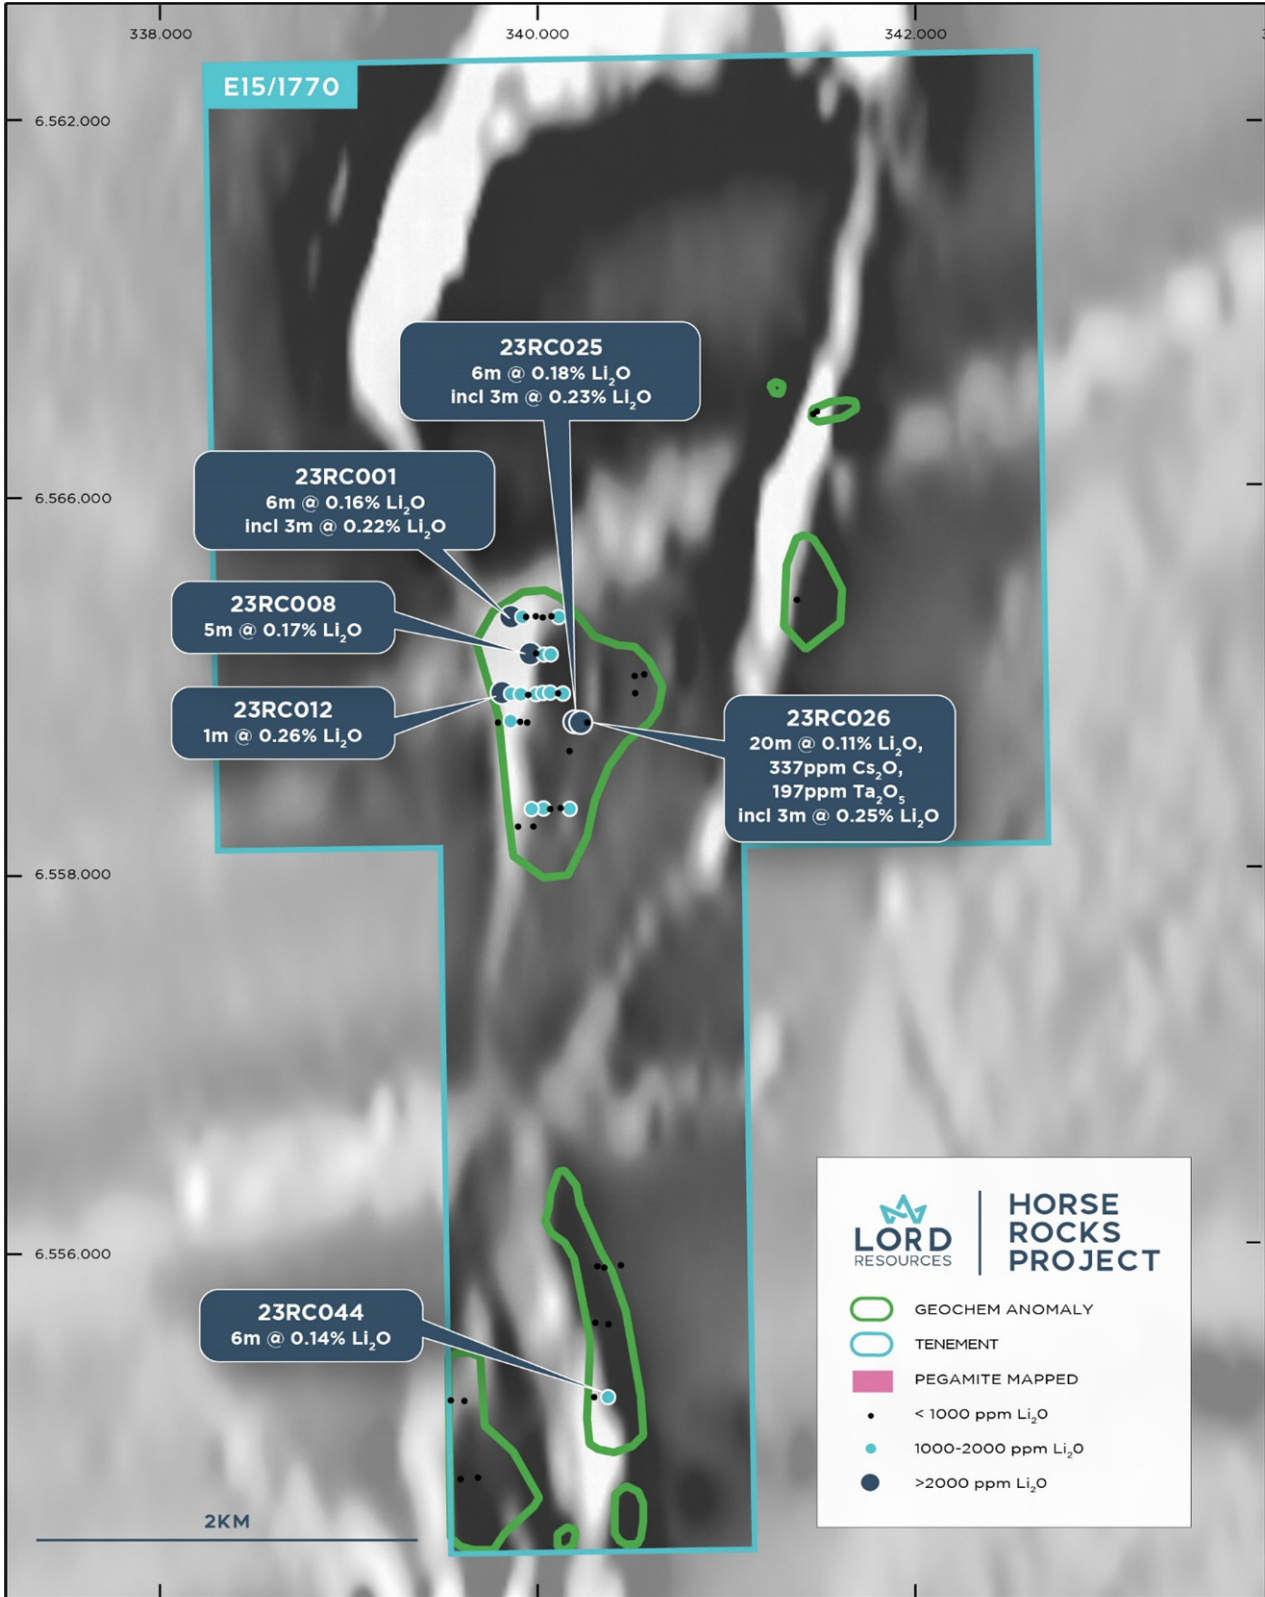 338.000
340.000
342.000
E15/1770
6,562.000
23RC025
6m @ 0.18% Li₂O
incl 3m @ 0.23% Li₂O
23RC001
6m @ 0.16% Li₂O
incl 3m @ 0.22% Li₂O
6,566.000
23RC008
5m @ 0.17% Li₂O
23RC012
1m @ 0.26% Li₂O
23RC026
20m @ 0.11% Li₂O,
337ppm Cs₂O,
197ppm Ta₂O₅
incl 3m @ 0.25% Li₂O
6,558.000
6,556.000
23RC044
6m @ 0.14% Li₂O
2KM
LORD
RESOURCES
HORSE
ROCKS
PROJECT
GEOCHEM ANOMALY
TENEMENT
PEGAMITE MAPPED
< 1000 ppm Li₂O
1000-2000 ppm Li₂O
>2000 ppm Li₂O